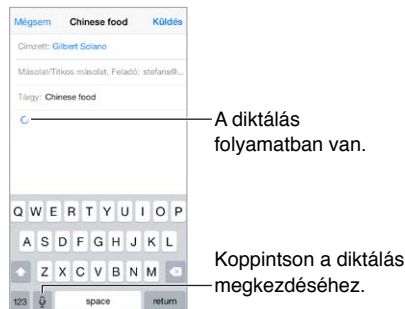 Mégsem Chinese food Küldés
Címzett: Gilbert Solano
Másolat/Titkos másolat, Feladó: stefans@...
Tárgy: Chinese food
A diktálás
folyamatban van.
Q W E R T Y U I O P
A S D F G H J K L
Z X C V B N M
Koppintson a diktálás
megkezdéséhez.
123 space return